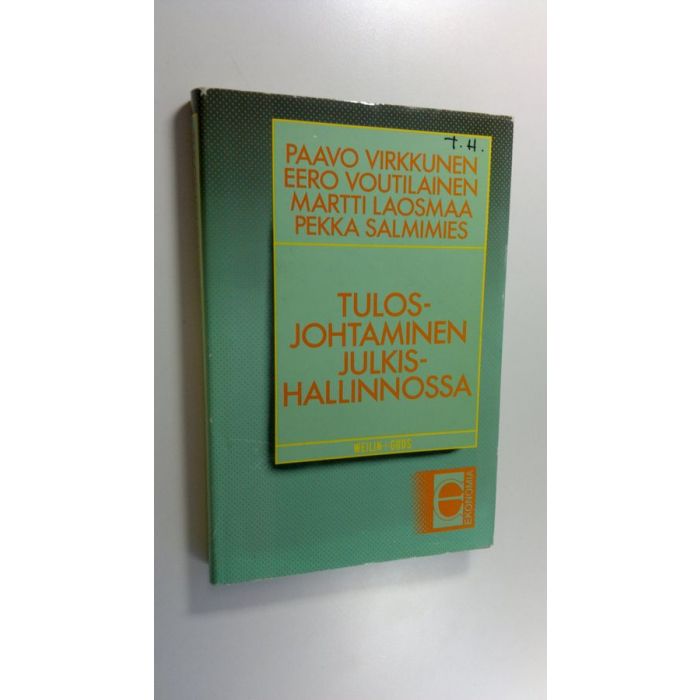 T.H.
PAAVO VIRKKUNEN
EERO VOUTILAINEN
MARTTI LAOSMAA
PEKKA SALMIMIES
TULOS-
JOHTAMINEN
JULKIS-
HALLINNOSSA
WEILIN+GÖÖS
EKONOMIA